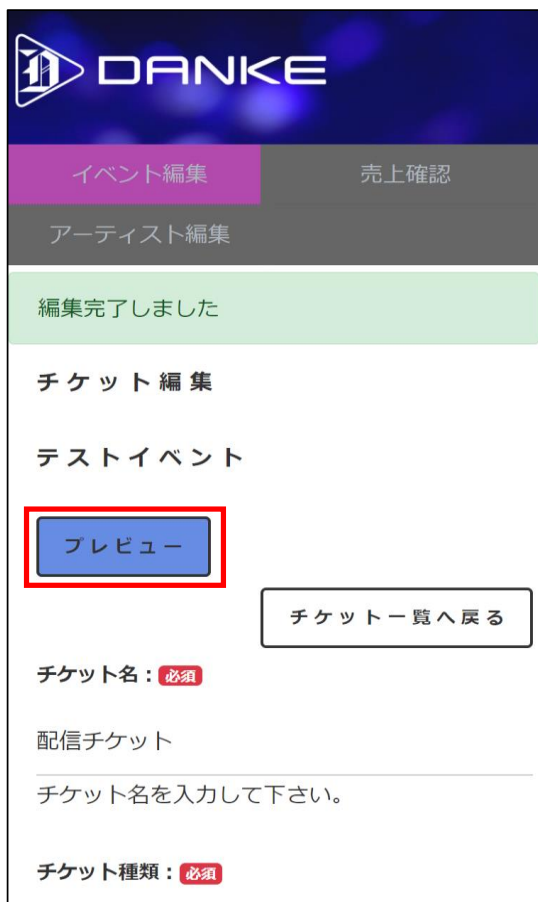 DANKE
イベント編集
売上確認
アーティスト編集
編集完了しました
チケット編集
テストイベント
プレビュー
チケット一覧へ戻る
チケット名：必須
配信チケット
チケット名を入力して下さい。
チケット種類：必須